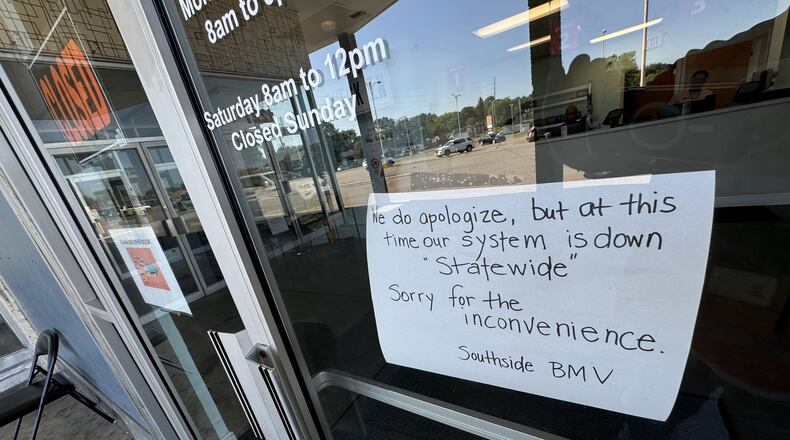 8am to
Saturday 8am to 12pm
Closed Sunday
CLOSED
We do apologize, but at this
time our system is down
"Statewide"
Sorry for the
inconvenience.
Southside BMV